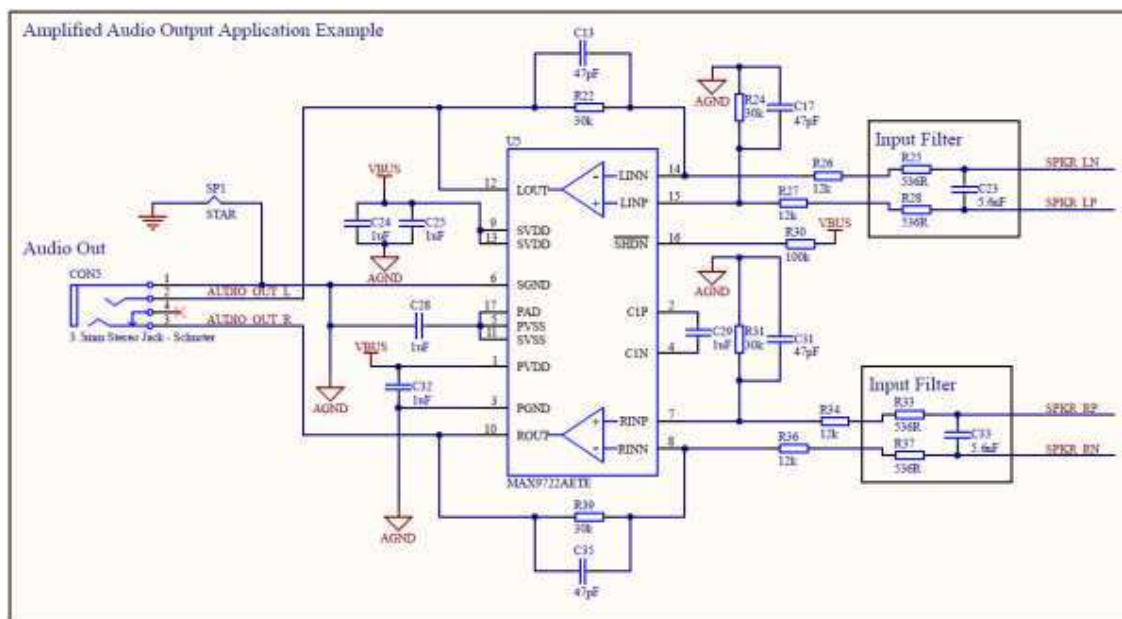 Amplified Audio Output Application Example
C13
47pF
R22
30k
AGND
R24
30k
C17
47pF
Input Filter
R25
536R
R28
536R
C23
5.6nF
SPKR_LN
SPKR_LP
R26
12k
R27
12k
VBUS
R30
100k
U5
14
LINN
15
LINP
16
SHDN
12
LOUT
9
SVDD
13
SVDD
6
SGND
17
PAD
5
PVSS
11
SVSS
1
PVDD
3
PGND
10
ROUT
2
C1P
4
C1N
7
RINP
8
RINN
MAX9722AETE
VBUS
C24
1uF
C25
1uF
AGND
SP1
STAR
Audio Out
CON5
1
2
4
3
AUDIO_OUT_L
AUDIO_OUT_R
3.5mm Stereo Jack - Schurter
C28
1uF
VBUS
C32
1uF
AGND
AGND
C29
1uF
AGND
R31
30k
C31
47pF
Input Filter
R33
536R
R37
536R
C33
5.6nF
SPKR_RP
SPKR_RN
R34
12k
R36
12k
R39
30k
C35
47pF